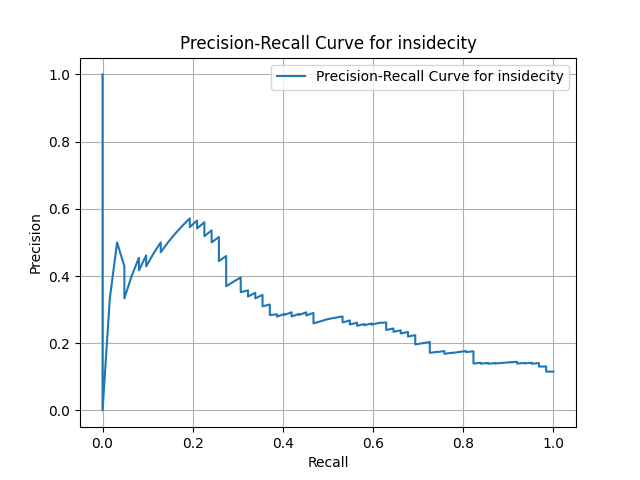 Precision-Recall Curve for insidecity
Precision-Recall Curve for insidecity
1.0
0.8
0.6
0.4
0.2
0.0
Precision
0.0 0.2 0.4 0.6 0.8 1.0
Recall